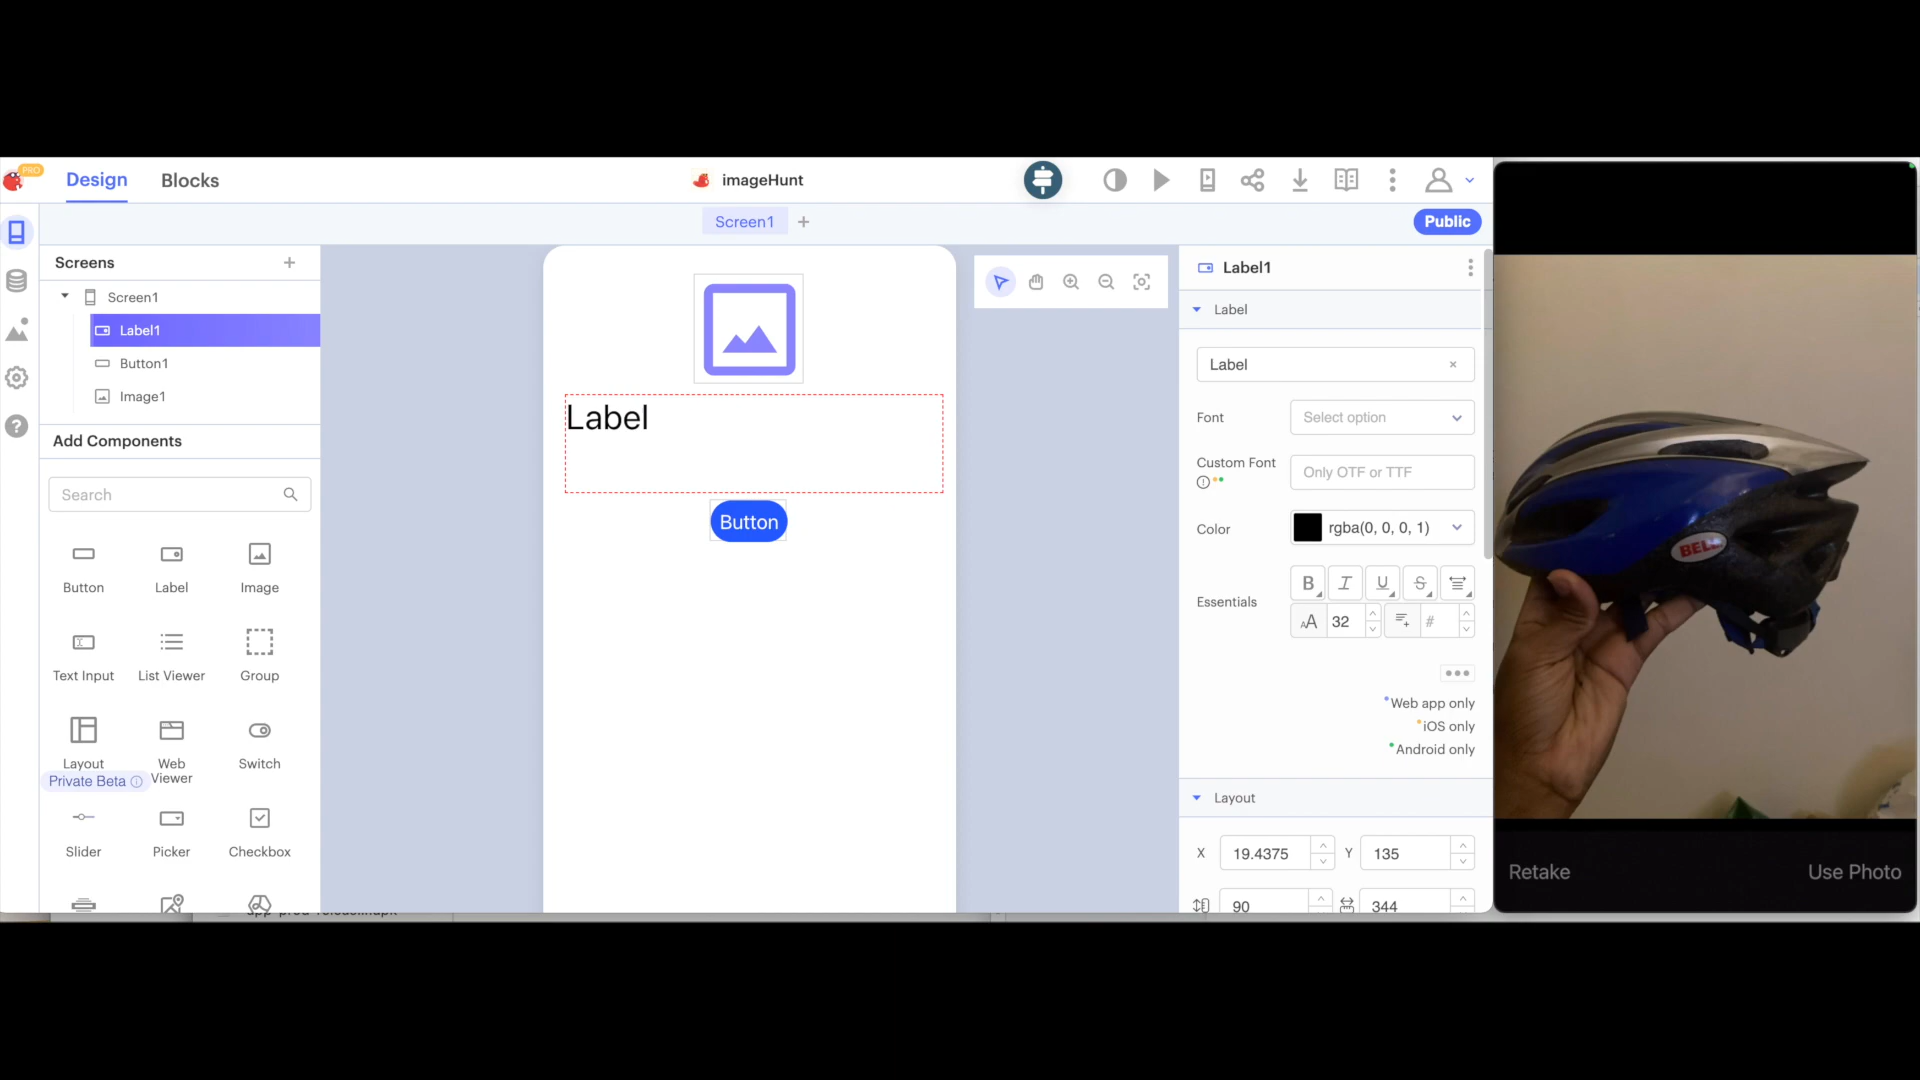 PRO
Design
Blocks
imageHunt
Screen1
+
Public
Screens
+
Screen1
Label1
Button1
Image1
Add Components
Search
Button
Label
Image
Text Input
List Viewer
Group
Layout
Private Beta
Web
Viewer
Switch
Slider
Picker
Checkbox
Label
Button
Label1
Label
Label
Font
Select option
Custom Font
Only OTF or TTF
Color
rgba(0, 0, 0, 1)
Essentials
B I U S
AA 32 #
Web app only
iOS only
Android only
Layout
X 19.4375 Y 135
90 344
BELL
Retake
Use Photo